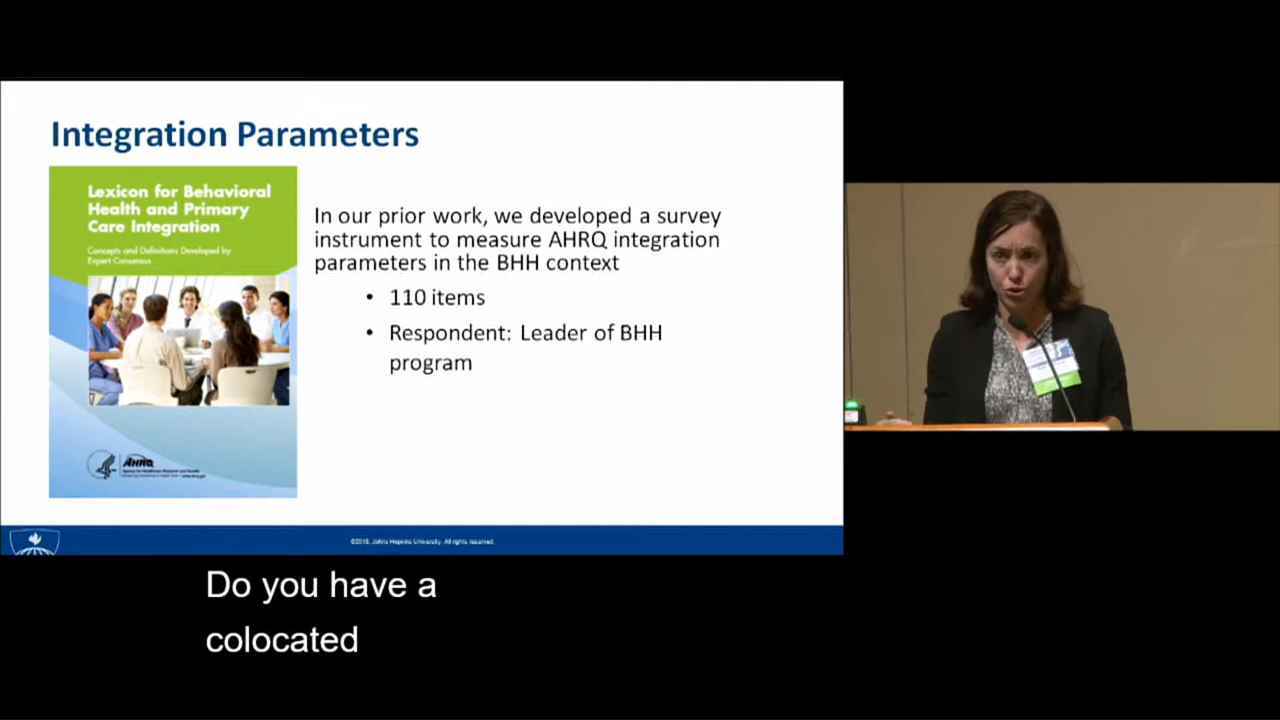 Integration Parameters
Lexicon for Behavioral
Health and Primary
Care Integration
Concepts and Definitions Developed by
Expert Consensus
AHRQ
Agency for Healthcare Research and Quality
In our prior work, we developed a survey
instrument to measure AHRQ integration
parameters in the BHH context
• 110 items
• Respondent: Leader of BHH
program
©2018, Johns Hopkins University. All rights reserved.
Do you have a
colocated